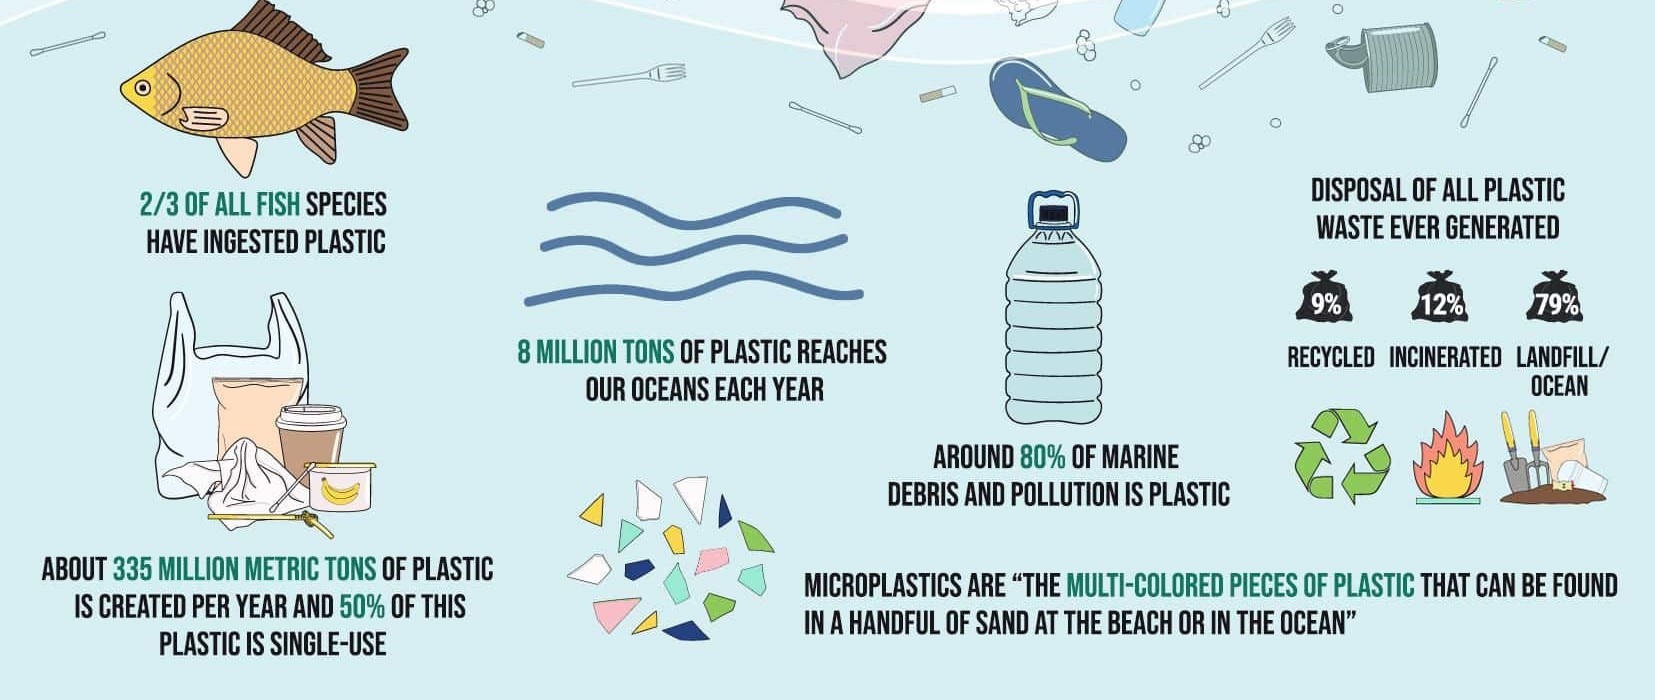 2/3 OF ALL FISH SPECIES
HAVE INGESTED PLASTIC
8 MILLION TONS OF PLASTIC REACHES
OUR OCEANS EACH YEAR
AROUND 80% OF MARINE
DEBRIS AND POLLUTION IS PLASTIC
DISPOSAL OF ALL PLASTIC
WASTE EVER GENERATED
9% 12% 79%
RECYCLED INCINERATED LANDFILL/
OCEAN
ABOUT 335 MILLION METRIC TONS OF PLASTIC
IS CREATED PER YEAR AND 50% OF THIS
PLASTIC IS SINGLE-USE
MICROPLASTICS ARE “THE MULTI-COLORED PIECES OF PLASTIC THAT CAN BE FOUND
IN A HANDFUL OF SAND AT THE BEACH OR IN THE OCEAN”